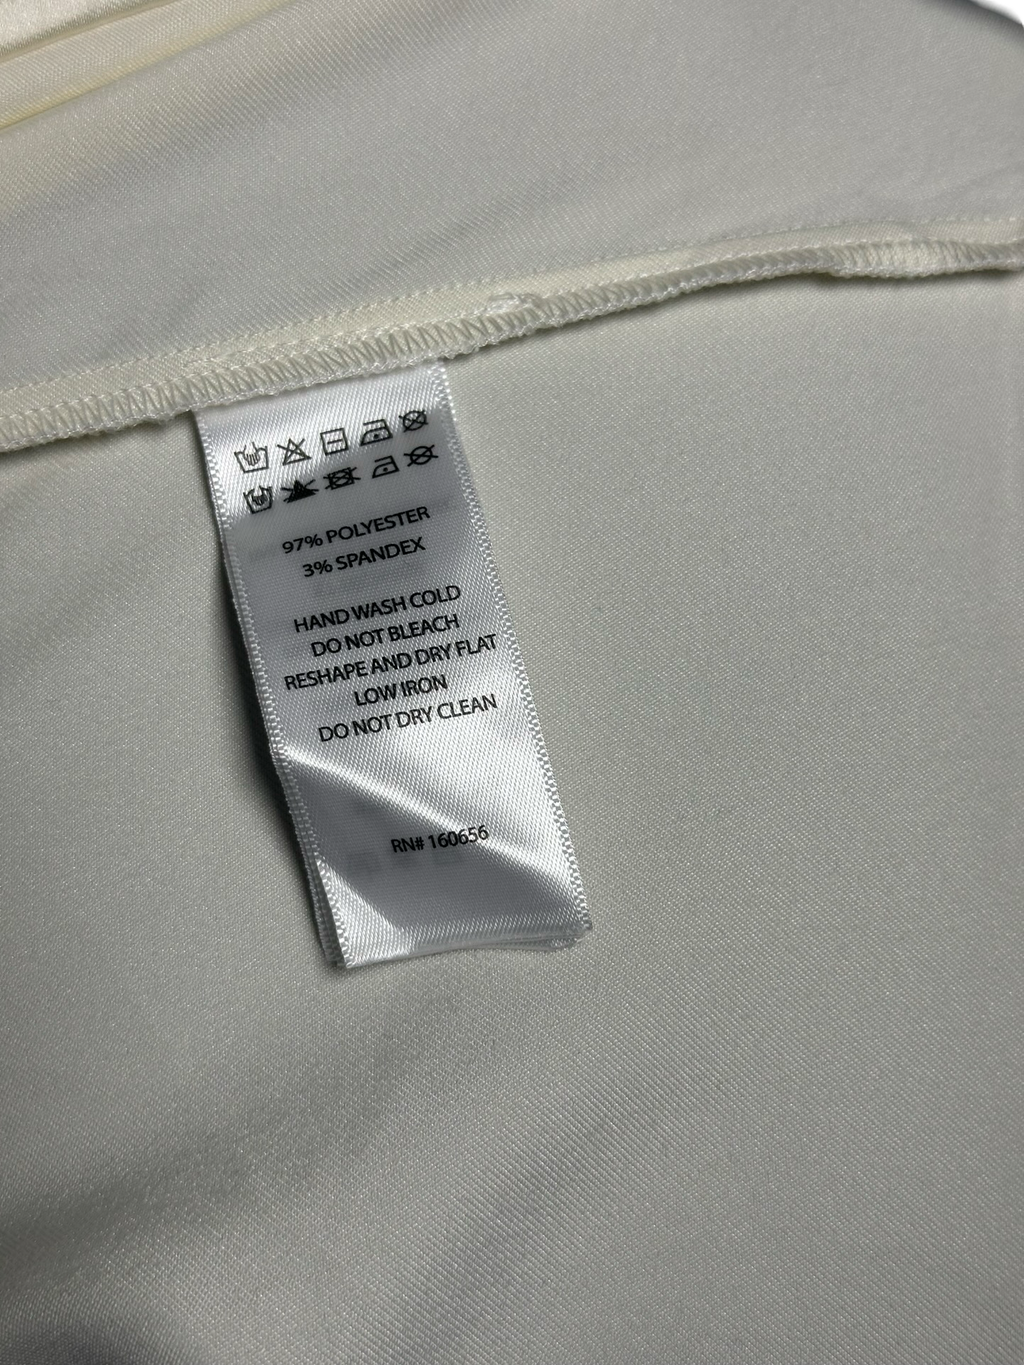 97% POLYESTER
3% SPANDEX
HAND WASH COLD
DO NOT BLEACH
RESHAPE AND DRY FLAT
LOW IRON
DO NOT DRY CLEAN
RN# 160656